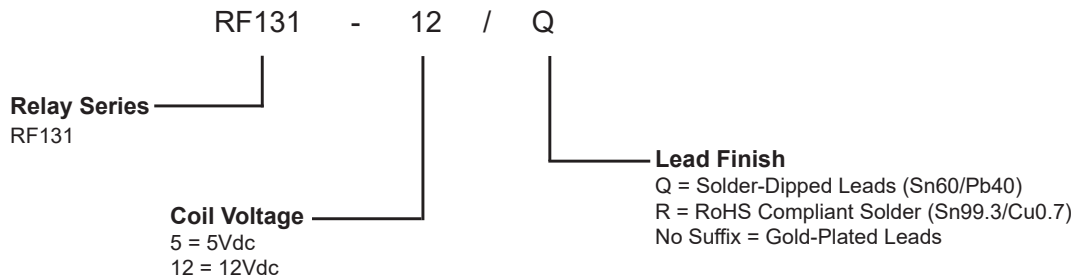 RF131 - 12 / Q
Relay Series
RF131
Coil Voltage
5 = 5Vdc
12 = 12Vdc
Lead Finish
Q = Solder-Dipped Leads (Sn60/Pb40)
R = RoHS Compliant Solder (Sn99.3/Cu0.7)
No Suffix = Gold-Plated Leads